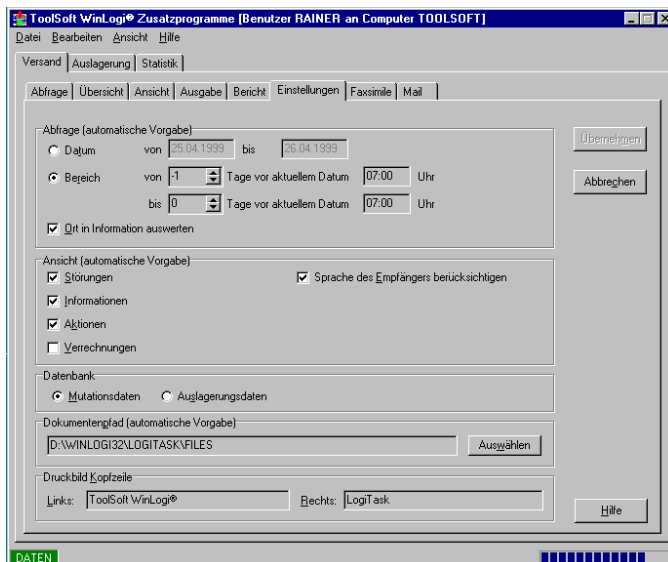 ToolSoft WinLogi® Zusatzprogramme [Benutzer RAINER an Computer TOOLSOFT]
Datei Bearbeiten Ansicht Hilfe
Versand Auslagerung Statistik
Abfrage Übersicht Ansicht Ausgabe Bericht Einstellungen Faxsimile Mail
Abfrage (automatische Vorgabe)
Übernehmen
Datum von 25.04.1999 bis 26.04.1999
Bereich von -1 Tage vor aktuellem Datum 07:00 Uhr
Abbrechen
bis 0 Tage vor aktuellem Datum 07:00 Uhr
Ort in Information auswerten
Ansicht (automatische Vorgabe)
Störungen Sprache des Empfängers berücksichtigen
Informationen
Aktionen
Verrechnungen
Datenbank
Mutationsdaten Auslagerungsdaten
Dokumentenpfad (automatische Vorgabe)
D:\WINLOGI32\LOGITASK\FILES Auswählen
Druckbild Kopfzeile
Links: ToolSoft WinLogi® Rechts: LogiTask
Hilfe
DATEN